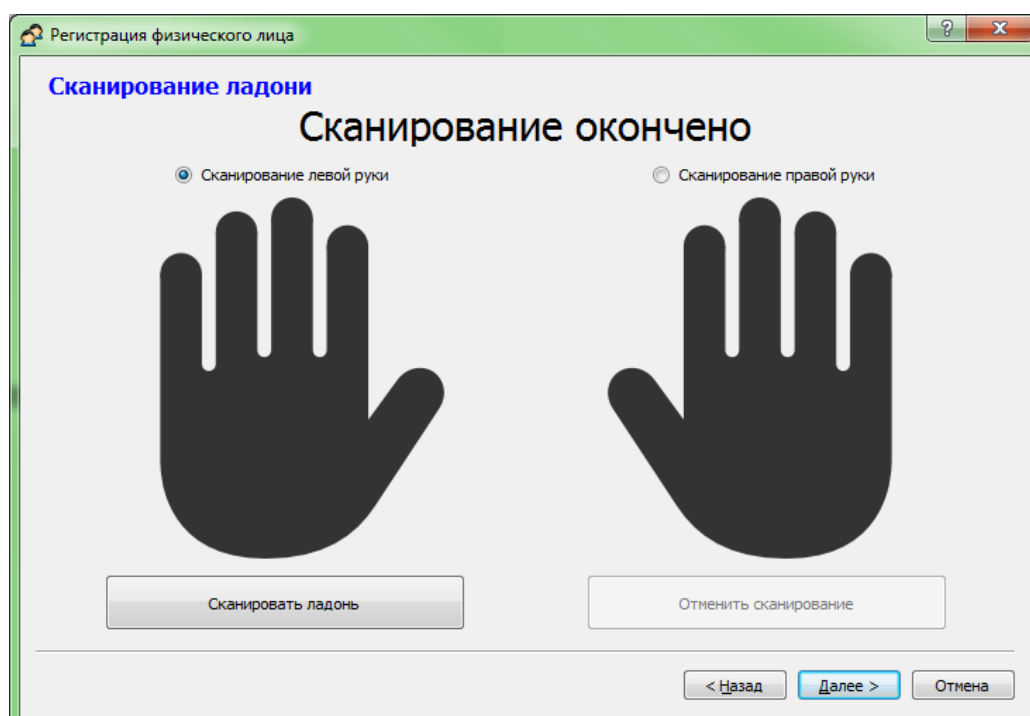 Регистрация физического лица
Сканирование ладони
Сканирование окончено
Сканирование левой руки
Сканирование правой руки
Сканировать ладонь
Отменить сканирование
< Назад
Далее >
Отмена